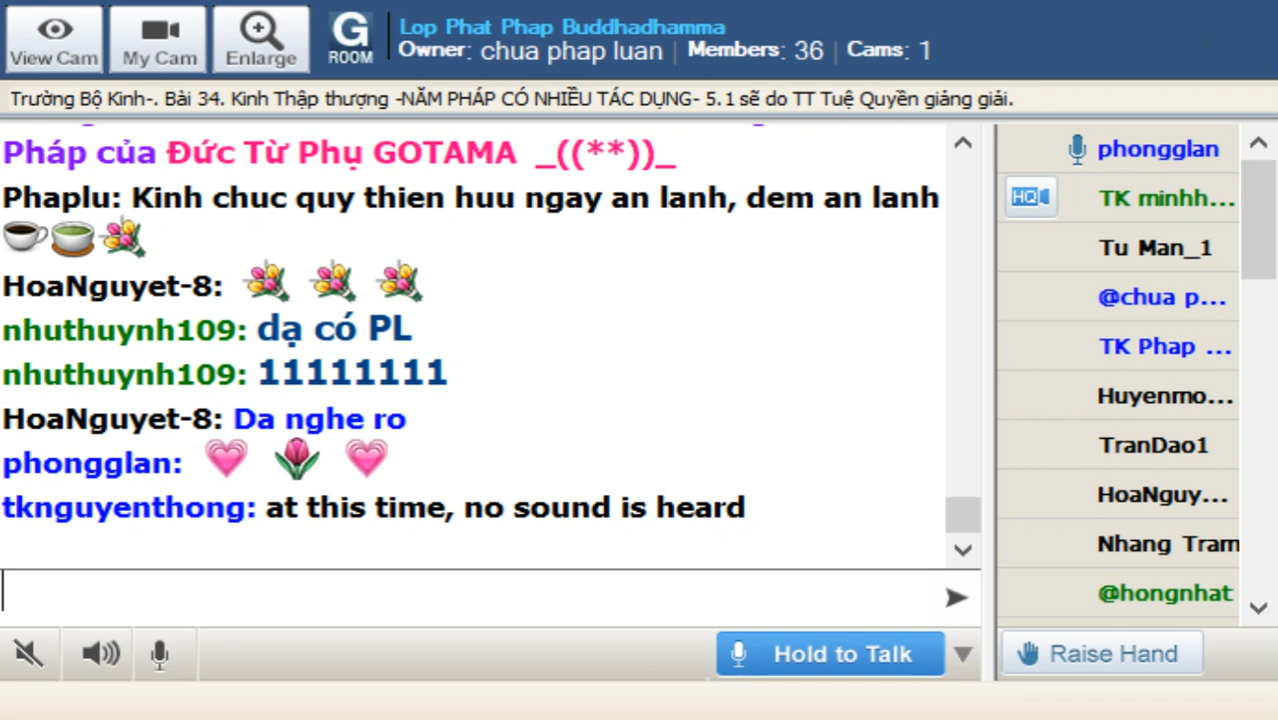 View Cam
My Cam
Enlarge
G
ROOM
Lop Phat Phap Buddhadhamma
Owner: chua phap luan | Members: 36 | Cams: 1
Trường Bộ Kinh-. Bài 34. Kinh Thập thượng -NĂM PHÁP CÓ NHIỀU TÁC DỤNG- 5.1 sẽ do TT Tuệ Quyền giảng giải.
Pháp của Đức Từ Phụ GOTAMA _((**))_
Phaplu: Kinh chuc quy thien huu ngay an lanh, dem an lanh
HoaNguyet-8:
nhuthuynh109: dạ có PL
nhuthuynh109: 11111111
HoaNguyet-8: Da nghe ro
phongglan:
tknguyenthong: at this time, no sound is heard
Hold to Talk
phongglan
HQ
TK minhh...
Tu Man_1
@chua p...
TK Phap ...
Huyenmo...
TranDao1
HoaNguy...
Nhang Tram
@hongnhat
Raise Hand